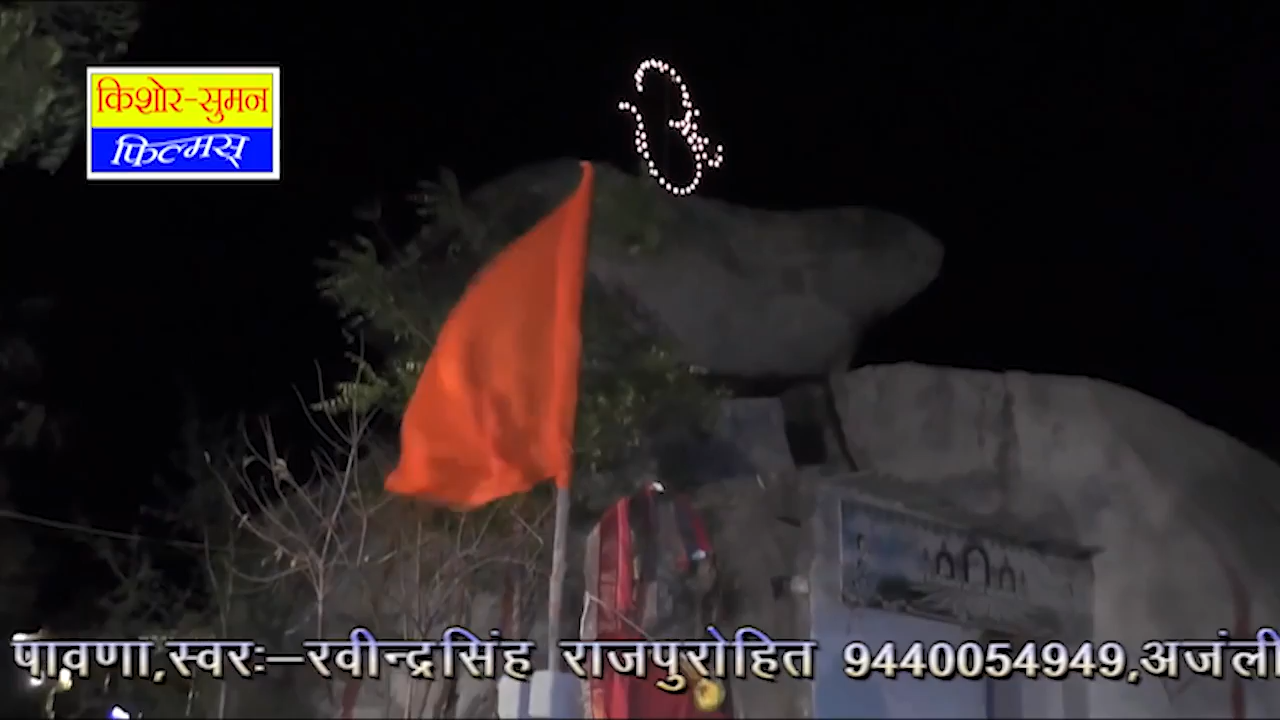 किशोर-सुमन
फिल्मस्
पावणा,स्वरः–रवीन्द्रसिंह राजपुरोहित 9440054949,अजंली